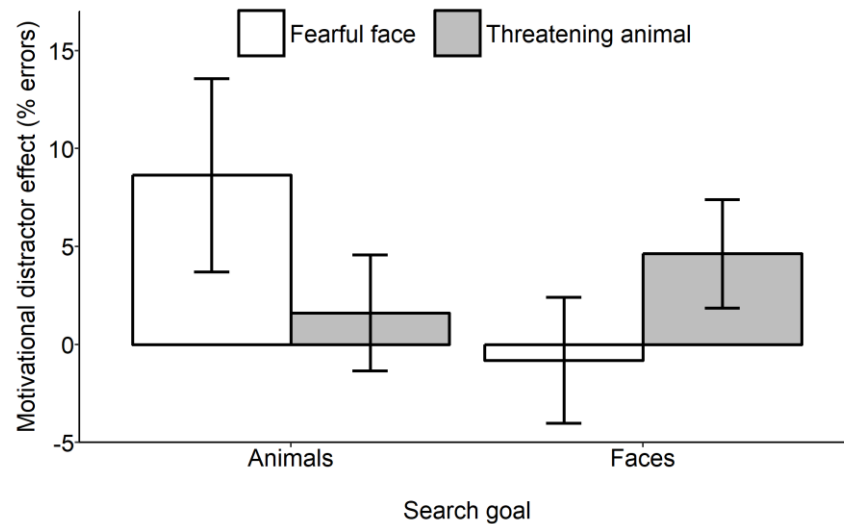 Fearful face
Threatening animal
Motivational distractor effect (% errors)
15
10
5
0
-5
Animals
Faces
Search goal